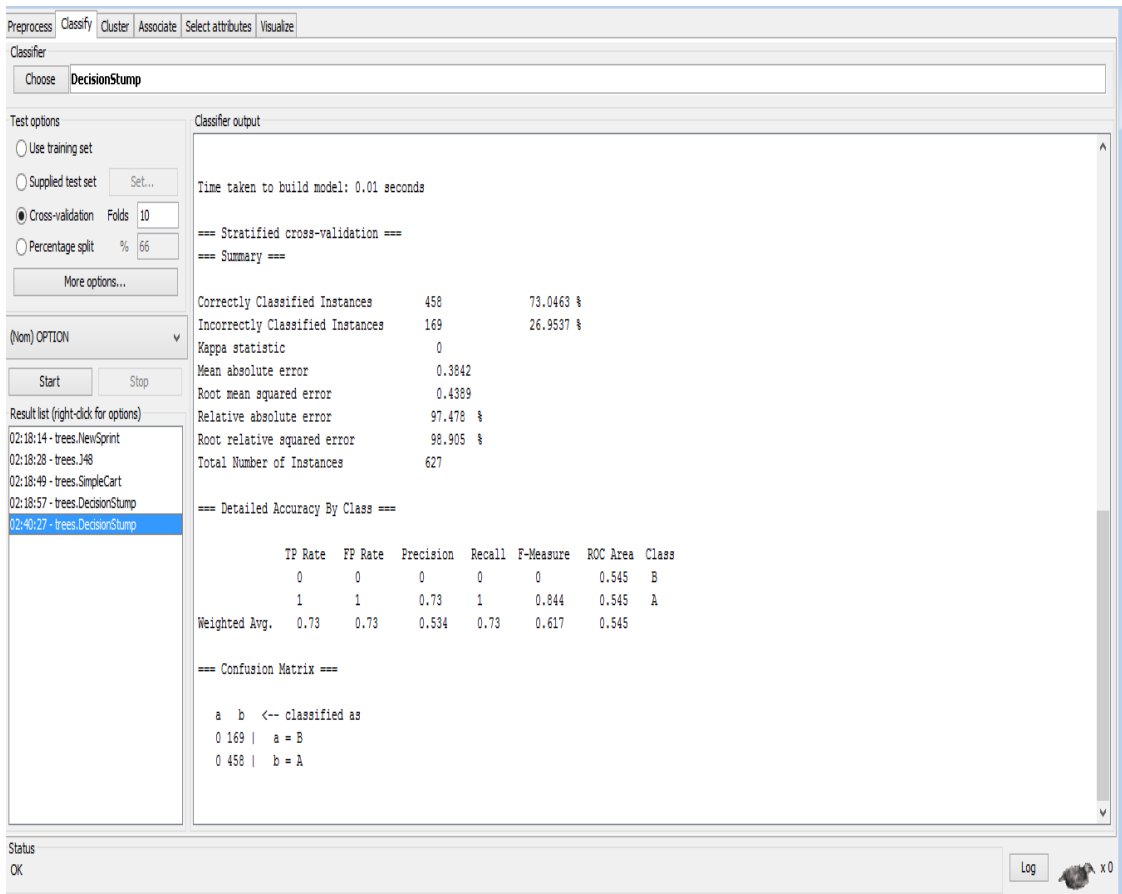 Preprocess Classify Cluster Associate Select attributes Visualize
Classifier
Choose DecisionStump
Test options
Use training set
Supplied test set Set...
Cross-validation Folds 10
Percentage split % 66
More options...
(Nom) OPTION
Start Stop
Result list (right-click for options)
02:18:14 - trees.NewSprint
02:18:28 - trees.J48
02:18:49 - trees.SimpleCart
02:18:57 - trees.DecisionStump
02:40:27 - trees.DecisionStump
Classifier output
Time taken to build model: 0.01 seconds
=== Stratified cross-validation ===
=== Summary ===
Correctly Classified Instances 458 73.0463 %
Incorrectly Classified Instances 169 26.9537 %
Kappa statistic 0
Mean absolute error 0.3842
Root mean squared error 0.4389
Relative absolute error 97.478 %
Root relative squared error 98.905 %
Total Number of Instances 627
=== Detailed Accuracy By Class ===
TP Rate FP Rate Precision Recall F-Measure ROC Area Class
0 0 0 0 0 0.545 B
1 1 0.73 1 0.844 0.545 A
Weighted Avg. 0.73 0.73 0.534 0.73 0.617 0.545
=== Confusion Matrix ===
a b <-- classified as
0 169 | a = B
0 458 | b = A
Status
OK
Log x 0